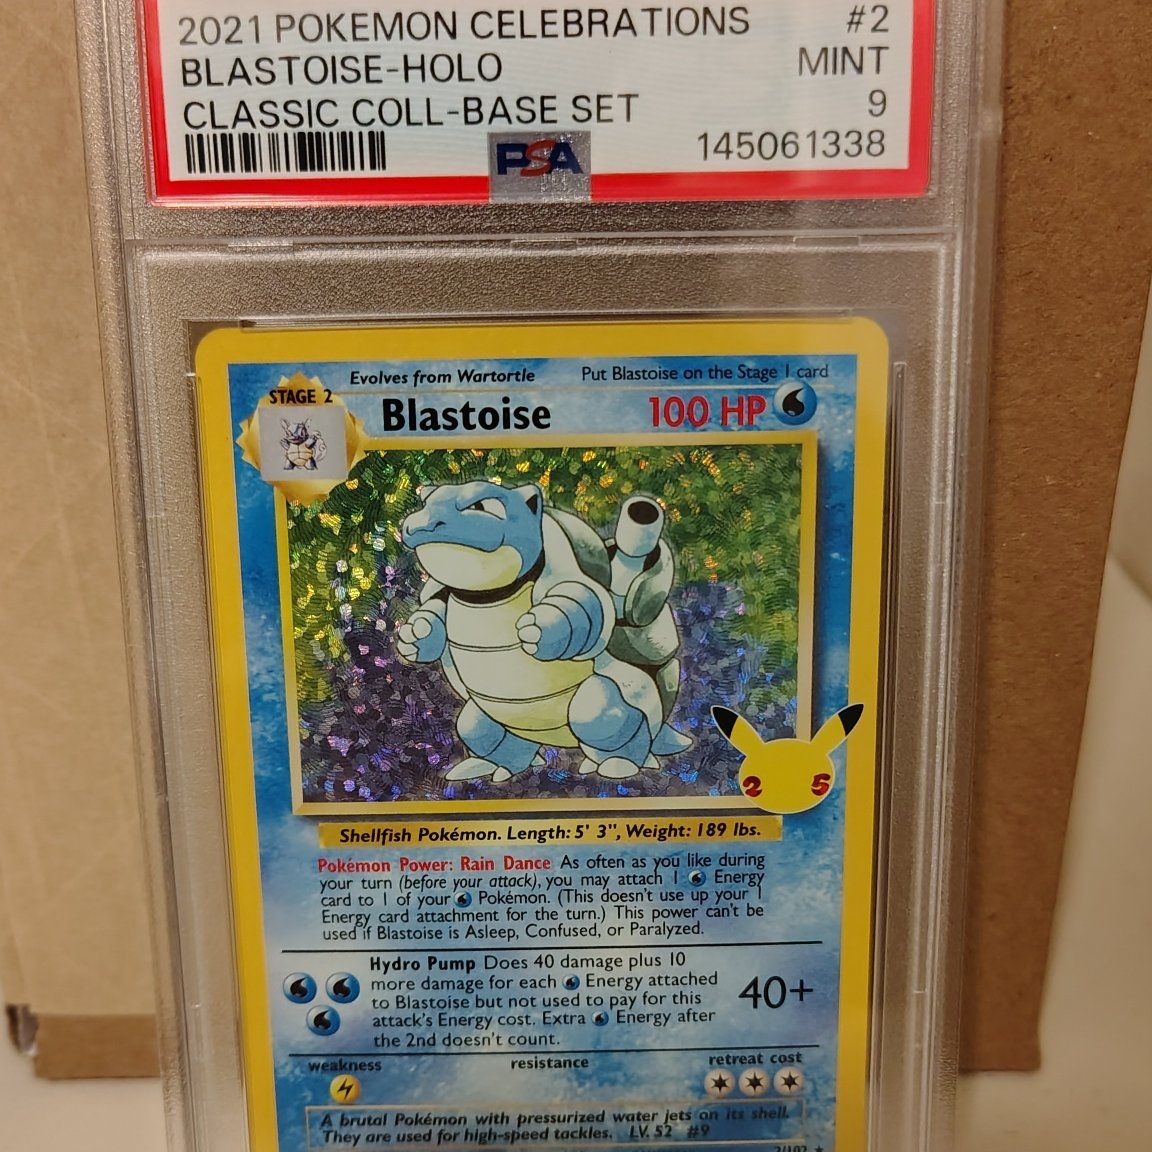 2021 POKEMON CELEBRATIONS #2
BLASTOISE-HOLO MINT
CLASSIC COLL-BASE SET 9
PSA 145061338
Evolves from Wartortle Put Blastoise on the Stage 1 card
STAGE 2
Blastoise 100 HP
25
Shellfish Pokémon. Length: 5' 3", Weight: 189 lbs.
Pokémon Power: Rain Dance As often as you like during
your turn (before your attack), you may attach 1 Energy
card to 1 of your Pokémon. (This doesn't use up your 1
Energy card attachment for the turn.) This power can't be
used if Blastoise is Asleep, Confused, or Paralyzed.
Hydro Pump Does 40 damage plus 10
more damage for each Energy attached
to Blastoise but not used to pay for this
attack's Energy cost. Extra Energy after
the 2nd doesn't count.
40+
weakness resistance retreat cost
A brutal Pokémon with pressurized water jets on its shell.
They are used for high-speed tackles. LV. 52 #9
2/102